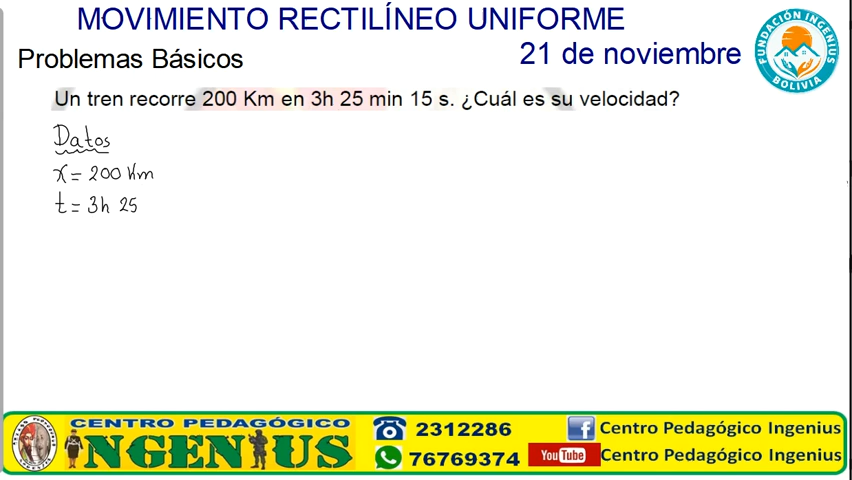 MOVIMIENTO RECTILÍNEO UNIFORME
Problemas Básicos
21 de noviembre
FUNDACIÓN INGENIUS
BOLIVIA
Un tren recorre 200 Km en 3h 25 min 15 s. ¿Cuál es su velocidad?
Datos
x = 200 Km
t = 3h 25
CENTRO PEDAGÓGICO
INGENIUS
2312286
76769374
Centro Pedagógico Ingenius
YouTube Centro Pedagógico Ingenius